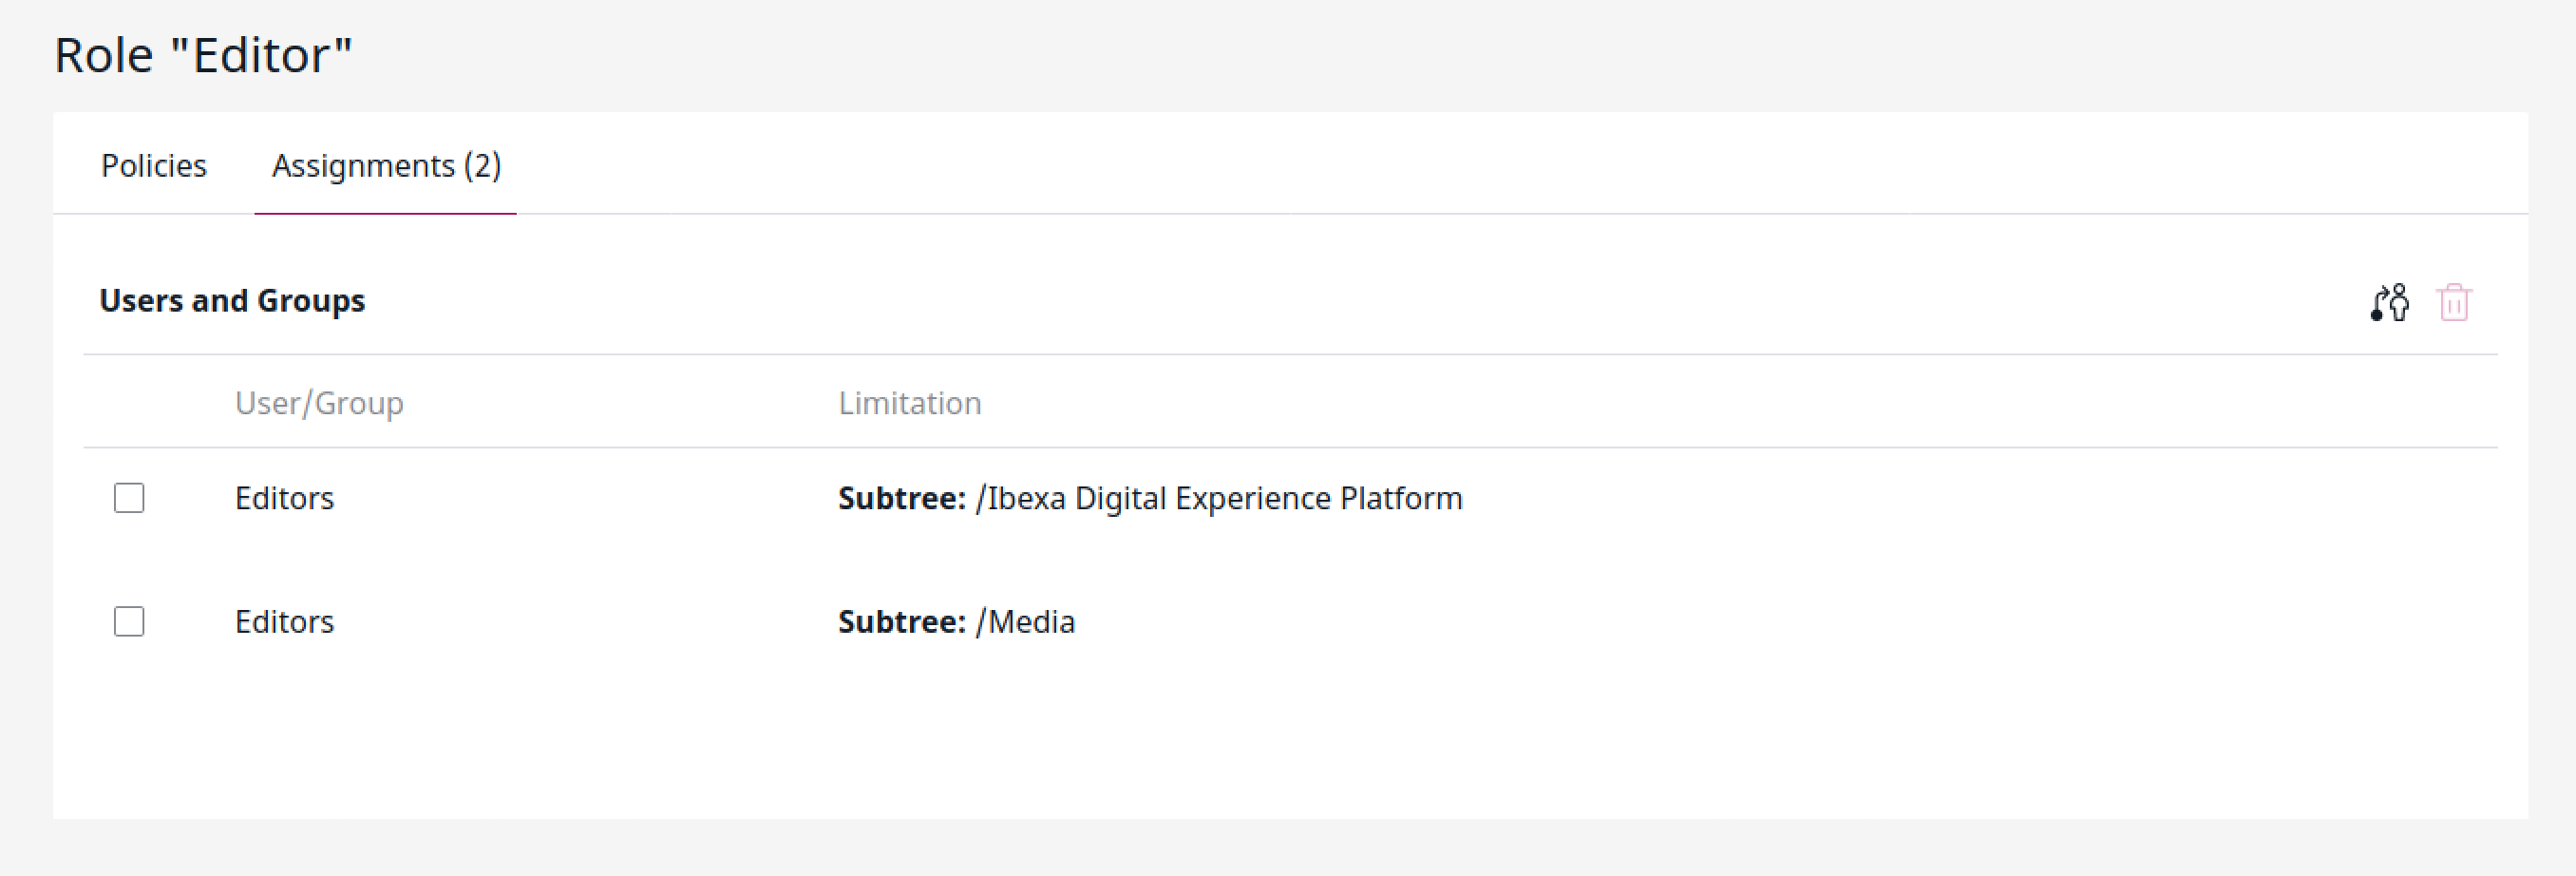 Role "Editor"
Policies Assignments (2)
Users and Groups
User/Group Limitation
Editors Subtree: /Ibexa Digital Experience Platform
Editors Subtree: /Media